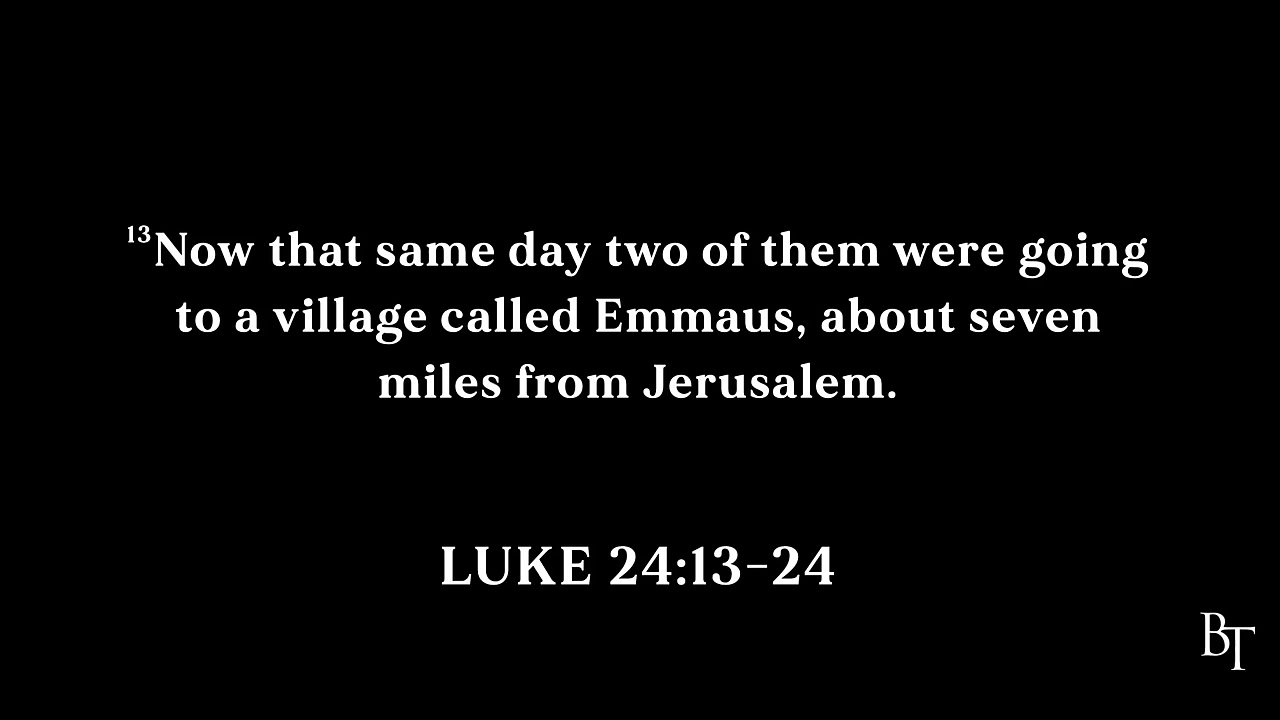 ¹³Now that same day two of them were going
to a village called Emmaus, about seven
miles from Jerusalem.
LUKE 24:13-24
BT